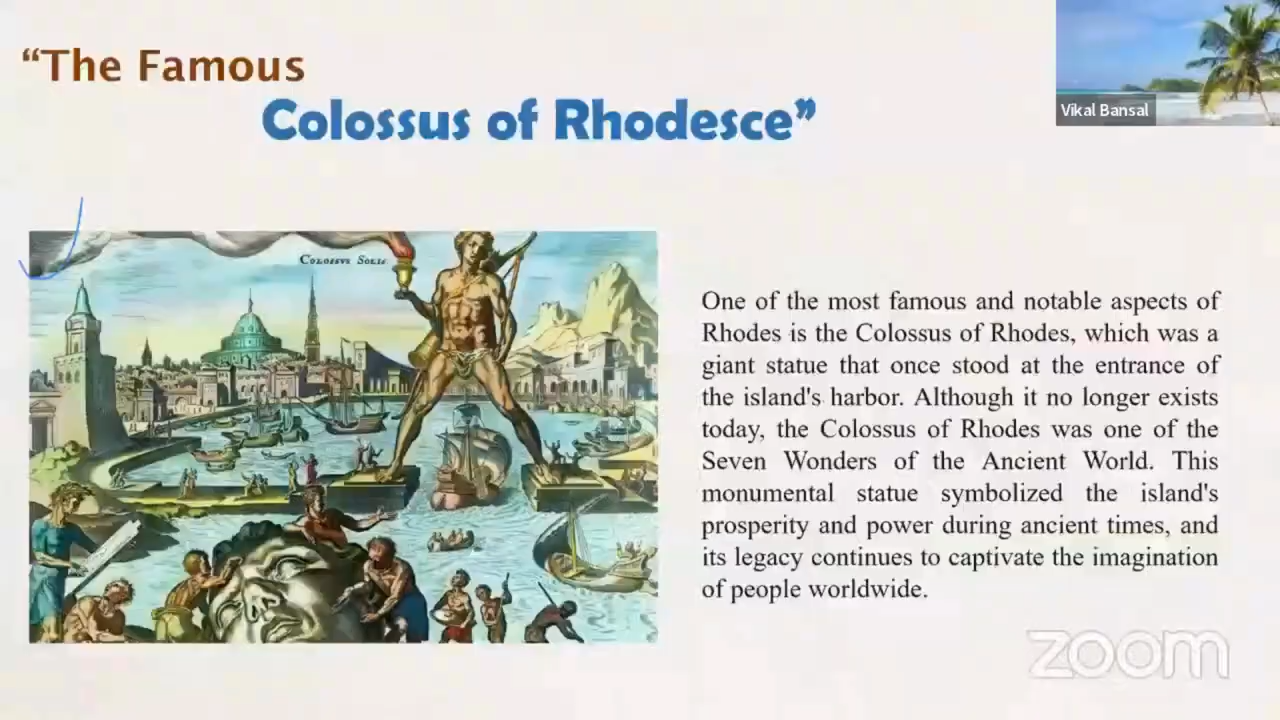 “The Famous
Colossus of Rhodesce”
Vikal Bansal
COLOSSVS SOLIS
One of the most famous and notable aspects of
Rhodes is the Colossus of Rhodes, which was a
giant statue that once stood at the entrance of
the island's harbor. Although it no longer exists
today, the Colossus of Rhodes was one of the
Seven Wonders of the Ancient World. This
monumental statue symbolized the island's
prosperity and power during ancient times, and
its legacy continues to captivate the imagination
of people worldwide.
zoom